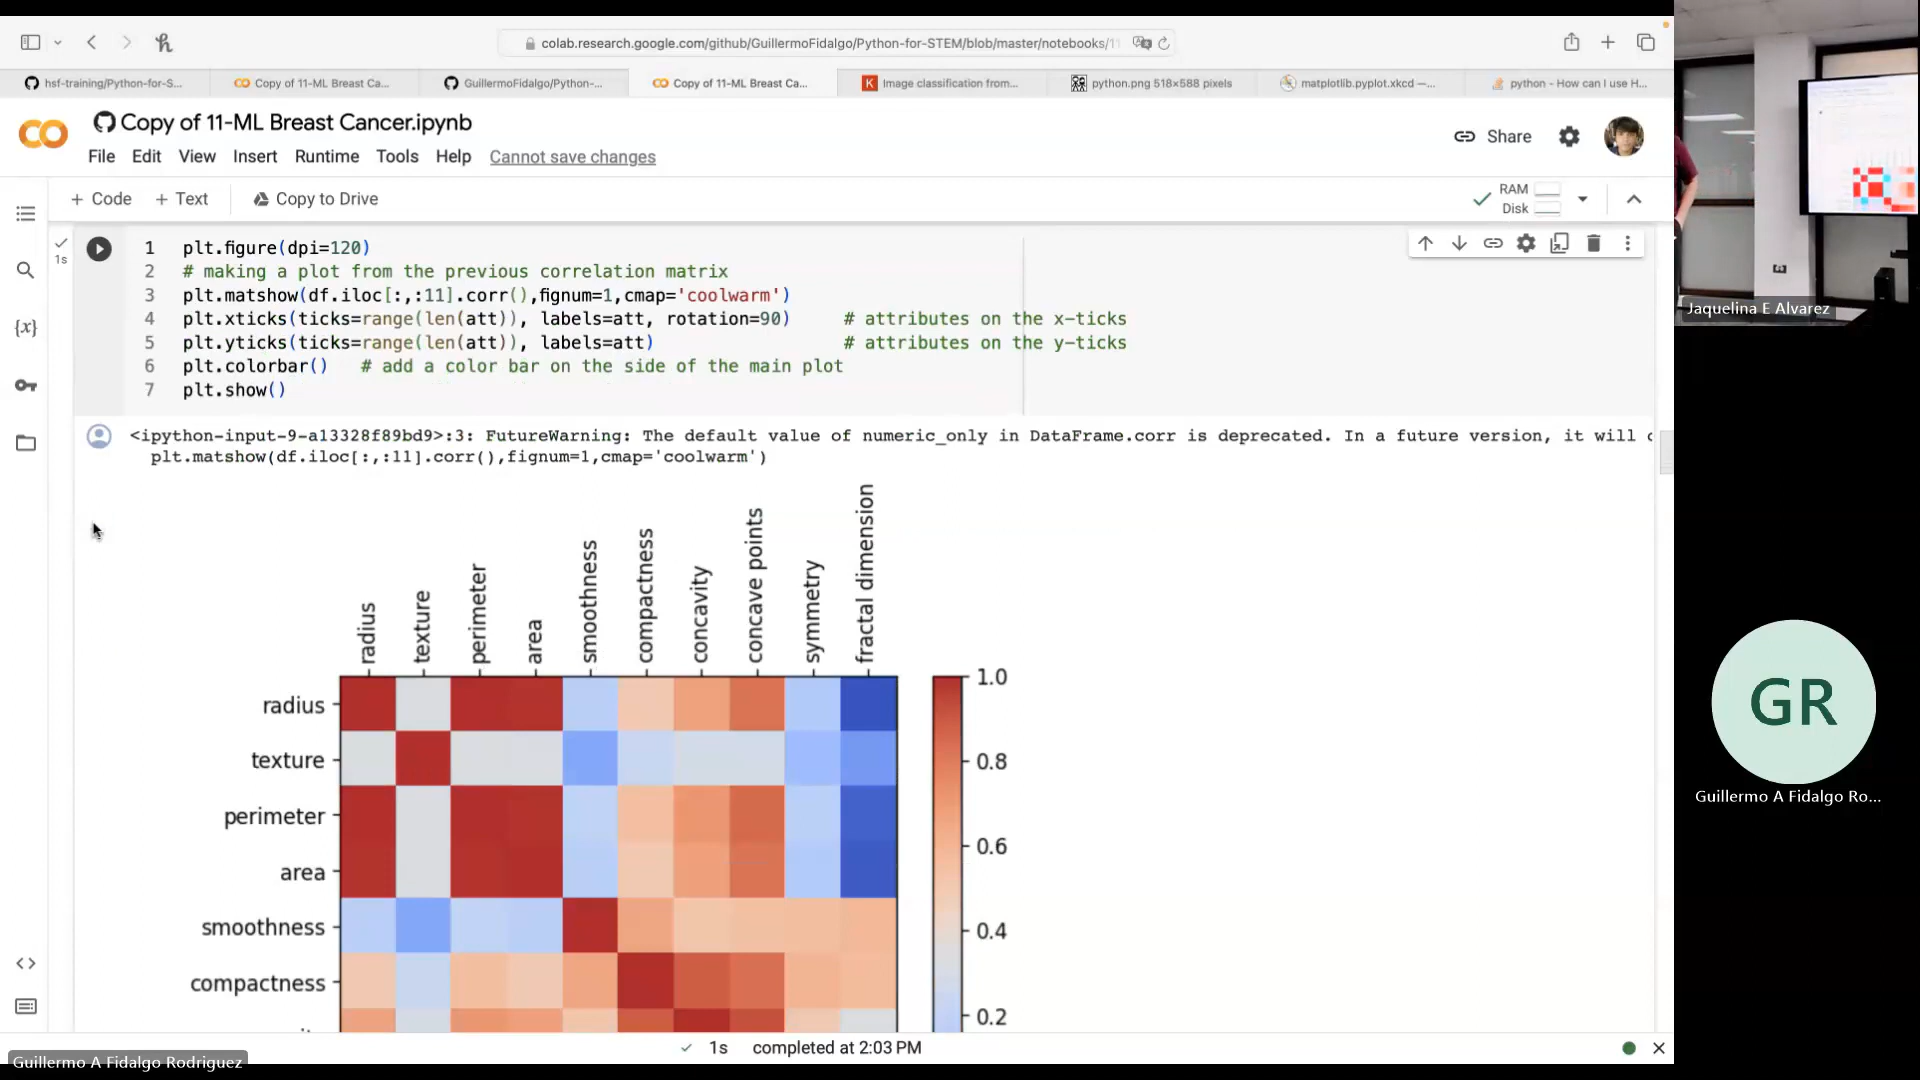 colab.research.google.com/github/GuillermoFidalgo/Python-for-STEM/blob/master/notebooks/1
hsf-training/Python-for-S...
Copy of 11-ML Breast Ca...
GuillermoFidalgo/Python-...
Copy of 11-ML Breast Ca...
Image classification from...
python.png 518×588 pixels
matplotlib.pyplot.xkcd —...
python - How can I use H...
Copy of 11-ML Breast Cancer.ipynb
Share
File Edit View Insert Runtime Tools Help Cannot save changes
+ Code + Text Copy to Drive
RAM
Disk
1s
1 plt.figure(dpi=120)
2 # making a plot from the previous correlation matrix
3 plt.matshow(df.iloc[:,:11].corr(),fignum=1,cmap='coolwarm')
4 plt.xticks(ticks=range(len(att)), labels=att, rotation=90) # attributes on the x-ticks
5 plt.yticks(ticks=range(len(att)), labels=att) # attributes on the y-ticks
6 plt.colorbar() # add a color bar on the side of the main plot
7 plt.show()
<ipython-input-9-a13328f89bd9>:3: FutureWarning: The default value of numeric_only in DataFrame.corr is deprecated. In a future version, it will
plt.matshow(df.iloc[:,:11].corr(),fignum=1,cmap='coolwarm')
radius
texture
perimeter
area
smoothness
compactness
concavity
concave points
symmetry
fractal dimension
radius
texture
perimeter
area
smoothness
compactness
1.0
0.8
0.6
0.4
0.2
1s completed at 2:03 PM
Guillermo A Fidalgo Rodriguez
Jaquelina E Alvarez
GR
Guillermo A Fidalgo Ro...